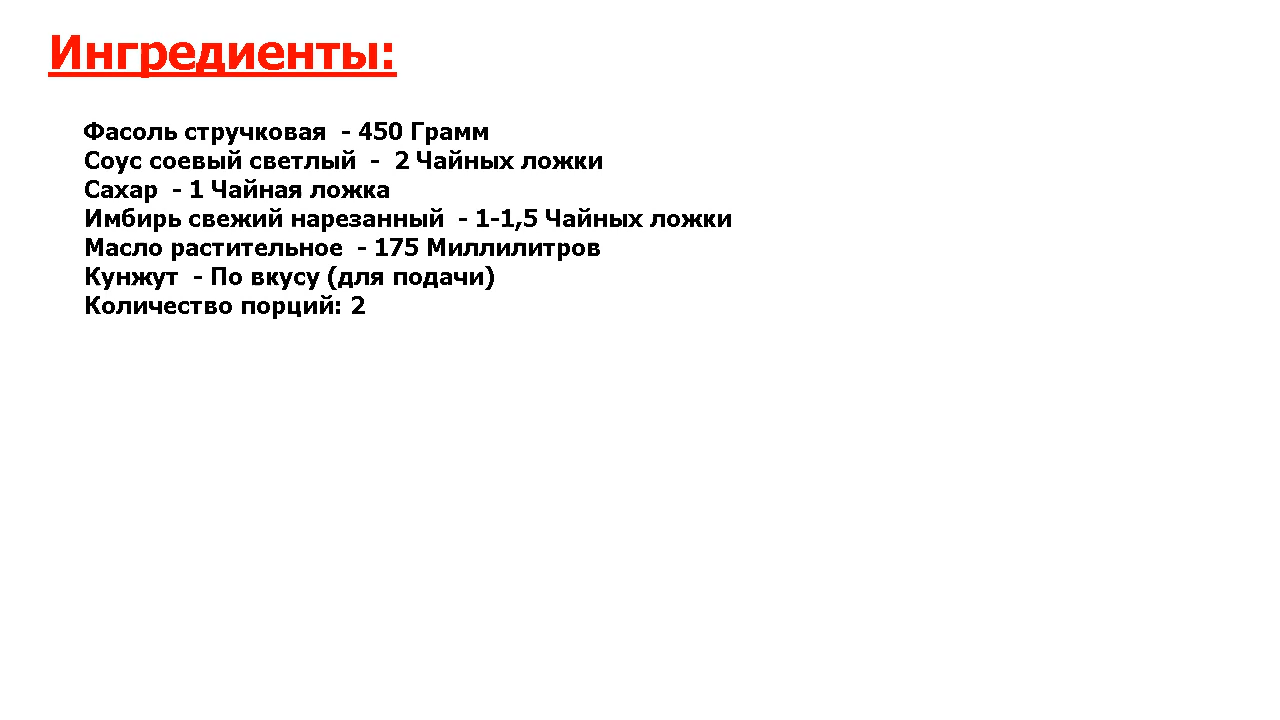 Ингредиенты:
Фасоль стручковая  - 450 Грамм
Соус соевый светлый  -  2 Чайных ложки
Сахар  - 1 Чайная ложка
Имбирь свежий нарезанный  - 1-1,5 Чайных ложки
Масло растительное  - 175 Миллилитров
Кунжут  - По вкусу (для подачи)
Количество порций: 2